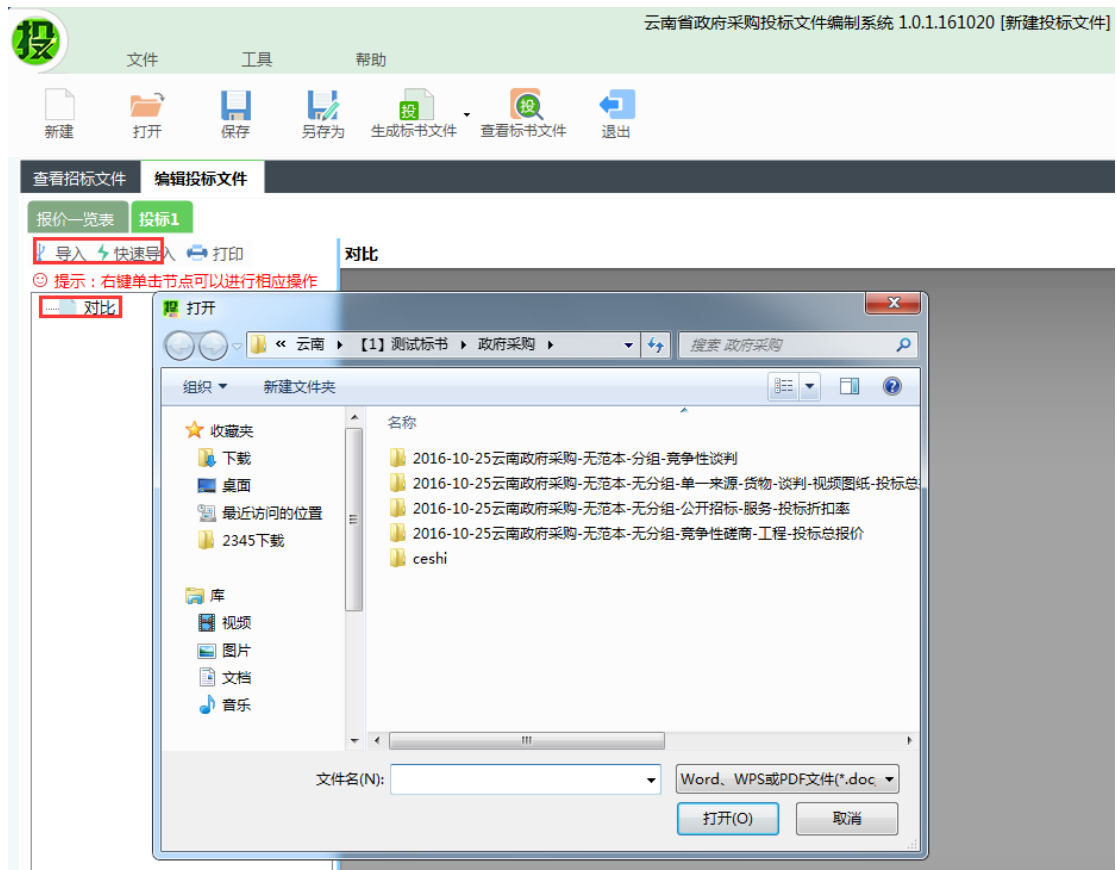 投
云南省政府采购投标文件编制系统 1.0.1.161020 [新建投标文件]
文件 工具 帮助
投 投
新建 打开 保存 另存为 生成标书文件 查看标书文件 退出
查看招标文件 编辑投标文件
报价一览表 投标1
导入 快速导入 打印 对比
提示：右键单击节点可以进行相应操作
对比
投 打开
« 云南 【1】测试标书 政府采购 搜索 政府采购
组织 新建文件夹
名称
收藏夹
下载
桌面
最近访问的位置
2345下载
库
视频
图片
文档
音乐
2016-10-25云南政府采购-无范本-分组-竞争性谈判
2016-10-25云南政府采购-无范本-无分组-单一来源-货物-谈判-视频图纸-投标总
2016-10-25云南政府采购-无范本-无分组-公开招标-服务-投标折扣率
2016-10-25云南政府采购-无范本-无分组-竞争性磋商-工程-投标总报价
ceshi
文件名(N): Word、WPS或PDF文件(*.doc,
打开(O) 取消